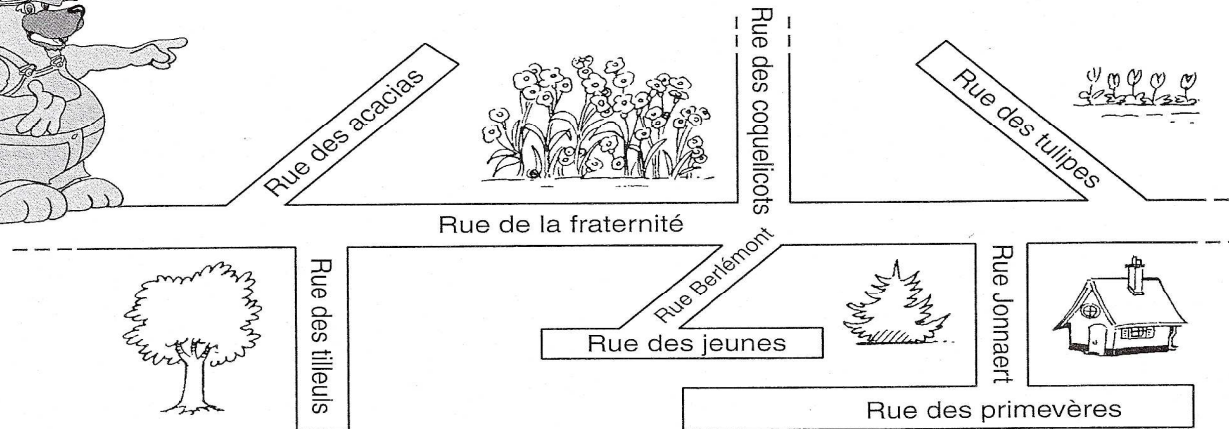 Rue des acacias
Rue des coquelicots
Rue des tulipes
Rue de la fraternité
Rue des tilleuls
Rue Berlémont
Rue Jonnaert
Rue des jeunes
Rue des primevères